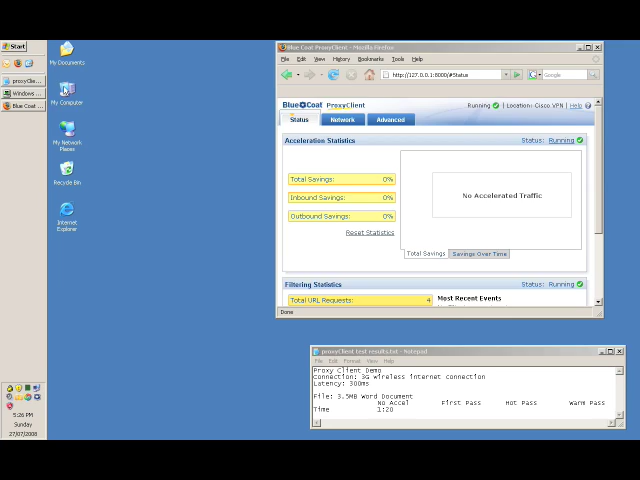 Start
My Documents
proxyClie...
Windows ...
Blue Coat ...
My Computer
My Network
Places
Recycle Bin
Internet
Explorer
5:26 PM
Sunday
27/07/2008
Blue Coat ProxyClient - Mozilla Firefox
File Edit View History Bookmarks Tools Help
http://127.0.0.1:8000/#Status
Google
Blue Coat ProxyClient
Running | Location: Cisco VPN | Help
Status Network Advanced
Acceleration Statistics Status: Running
Total Savings: 0%
Inbound Savings: 0%
Outbound Savings: 0%
Reset Statistics
No Accelerated Traffic
Total Savings Savings Over Time
Filtering Statistics Status: Running
Total URL Requests: 4 Most Recent Events
Done
proxyClient test results.txt - Notepad
File Edit Format View Help
Proxy Client Demo
Connection: 3G wireless internet connection
Latency: 300ms
File: 3.5MB Word Document
No Accel First Pass Hot Pass Warm Pass
Time 1:20